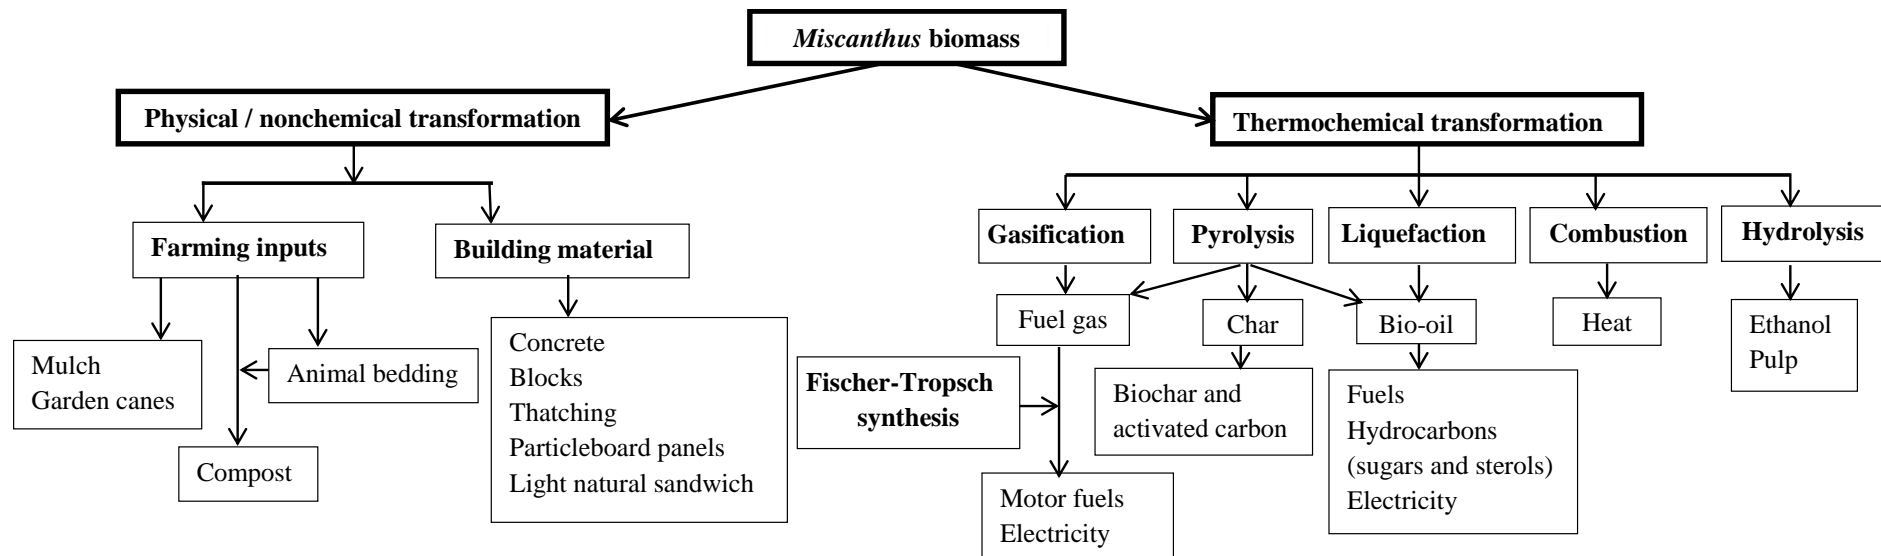 Miscanthus biomass
Physical / nonchemical transformation
Thermochemical transformation
Farming inputs
Building material
Gasification
Pyrolysis
Liquefaction
Combustion
Hydrolysis
Mulch
Garden canes
Animal bedding
Compost
Concrete
Blocks
Thatching
Particleboard panels
Light natural sandwich
Fuel gas
Char
Bio-oil
Heat
Ethanol
Pulp
Fischer-Tropsch
synthesis
Biochar and
activated carbon
Fuels
Hydrocarbons
(sugars and sterols)
Electricity
Motor fuels
Electricity